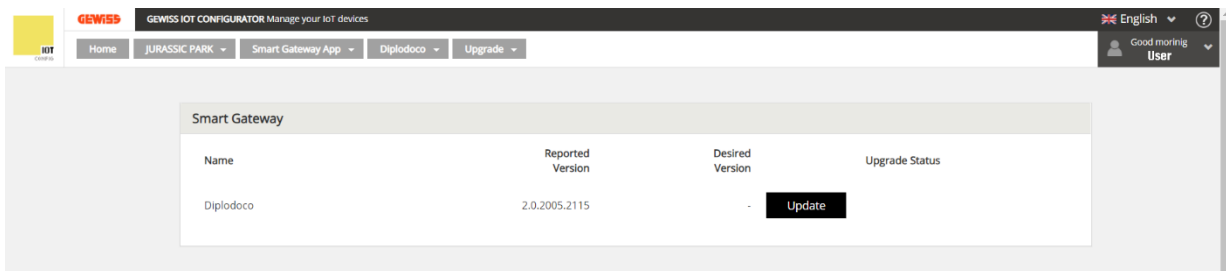 GEWISS GEWISS IOT CONFIGURATOR Manage your IoT devices English ?
IOT
CONFIG
Home JURASSIC PARK Smart Gateway App Diplodoco Upgrade
Good morinig
User
Smart Gateway
Name Reported Version Desired Version Upgrade Status
Diplodoco 2.0.2005.2115 - Update